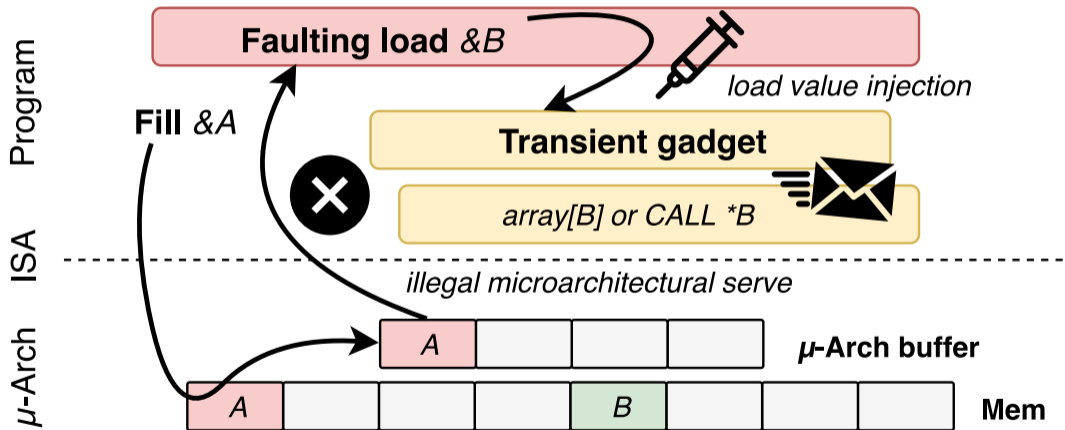 Program
ISA
μ-Arch
Faulting load &B
load value injection
Fill &A
Transient gadget
array[B] or CALL *B
illegal microarchitectural serve
A
μ-Arch buffer
A
B
Mem